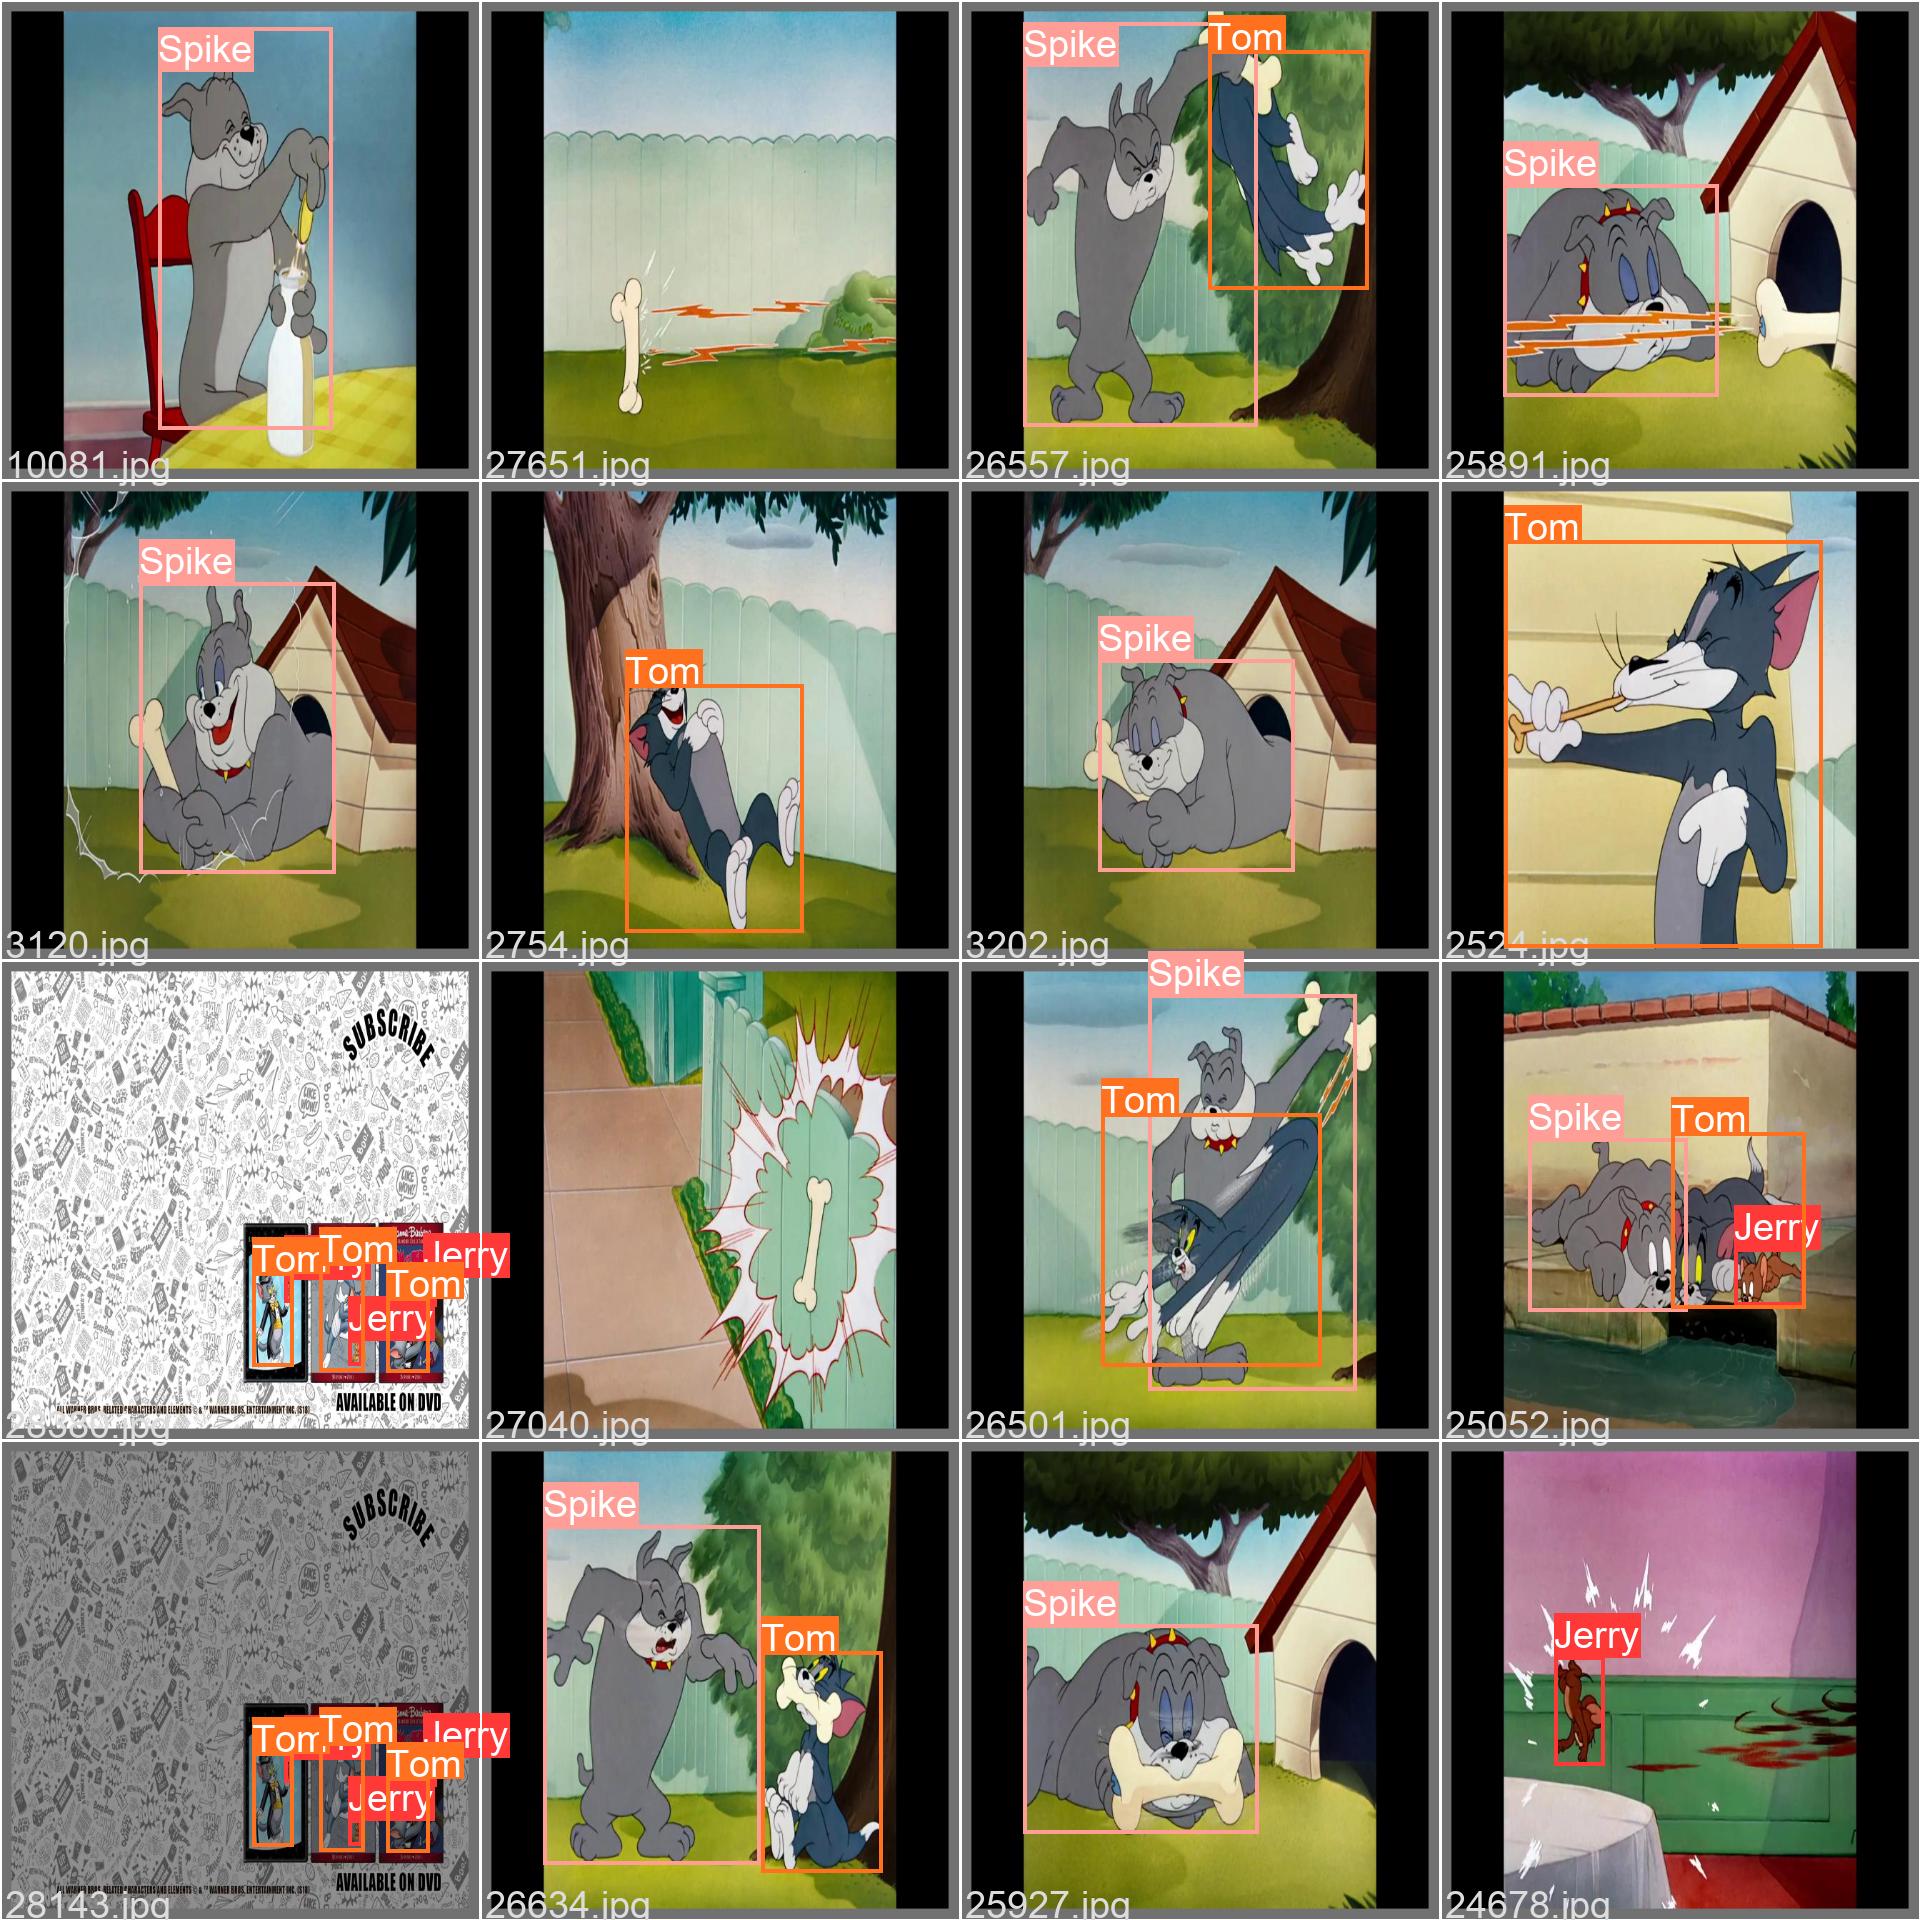 Spike
10081.jpg
27651.jpg
Spike
Tom
26557.jpg
Spike
25891.jpg
Spike
3120.jpg
Tom
2754.jpg
Spike
3202.jpg
Tom
2524.jpg
SUBSCRIBE
Tom
Tom
Jerry
Tom
Jerry
AVAILABLE ON DVD
27040.jpg
Spike
Tom
26501.jpg
Spike
Tom
Jerry
25052.jpg
SUBSCRIBE
Tom
Tom
Jerry
Tom
Jerry
AVAILABLE ON DVD
28143.jpg
Spike
Tom
26634.jpg
Spike
25927.jpg
Jerry
24678.jpg